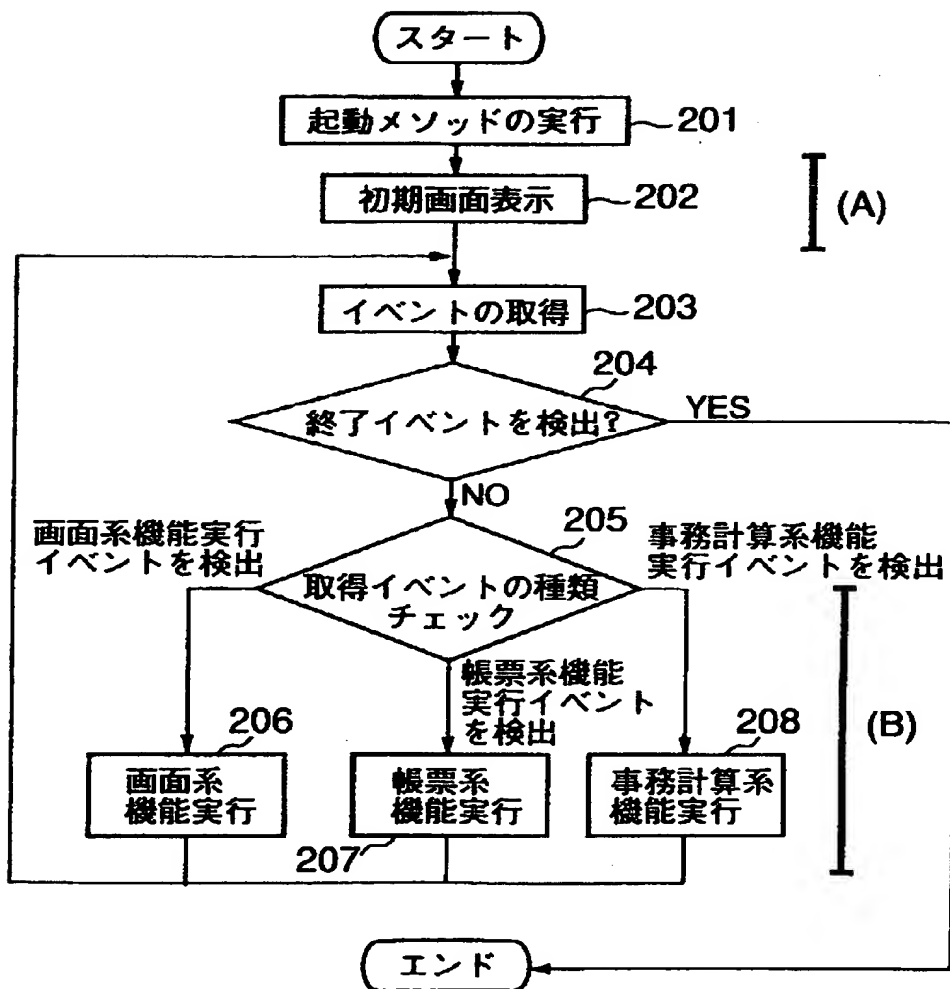 スタート
起動メソッドの実行
201
初期画面表示
202
(A)
イベントの取得
203
204
終了イベントを検出?
YES
NO
画面系機能実行
イベントを検出
205
事務計算系機能
実行イベントを検出
取得イベントの種類
チェック
帳票系機能
実行イベント
を検出
206
画面系
機能実行
帳票系
機能実行
207
208
事務計算系
機能実行
(B)
エンド